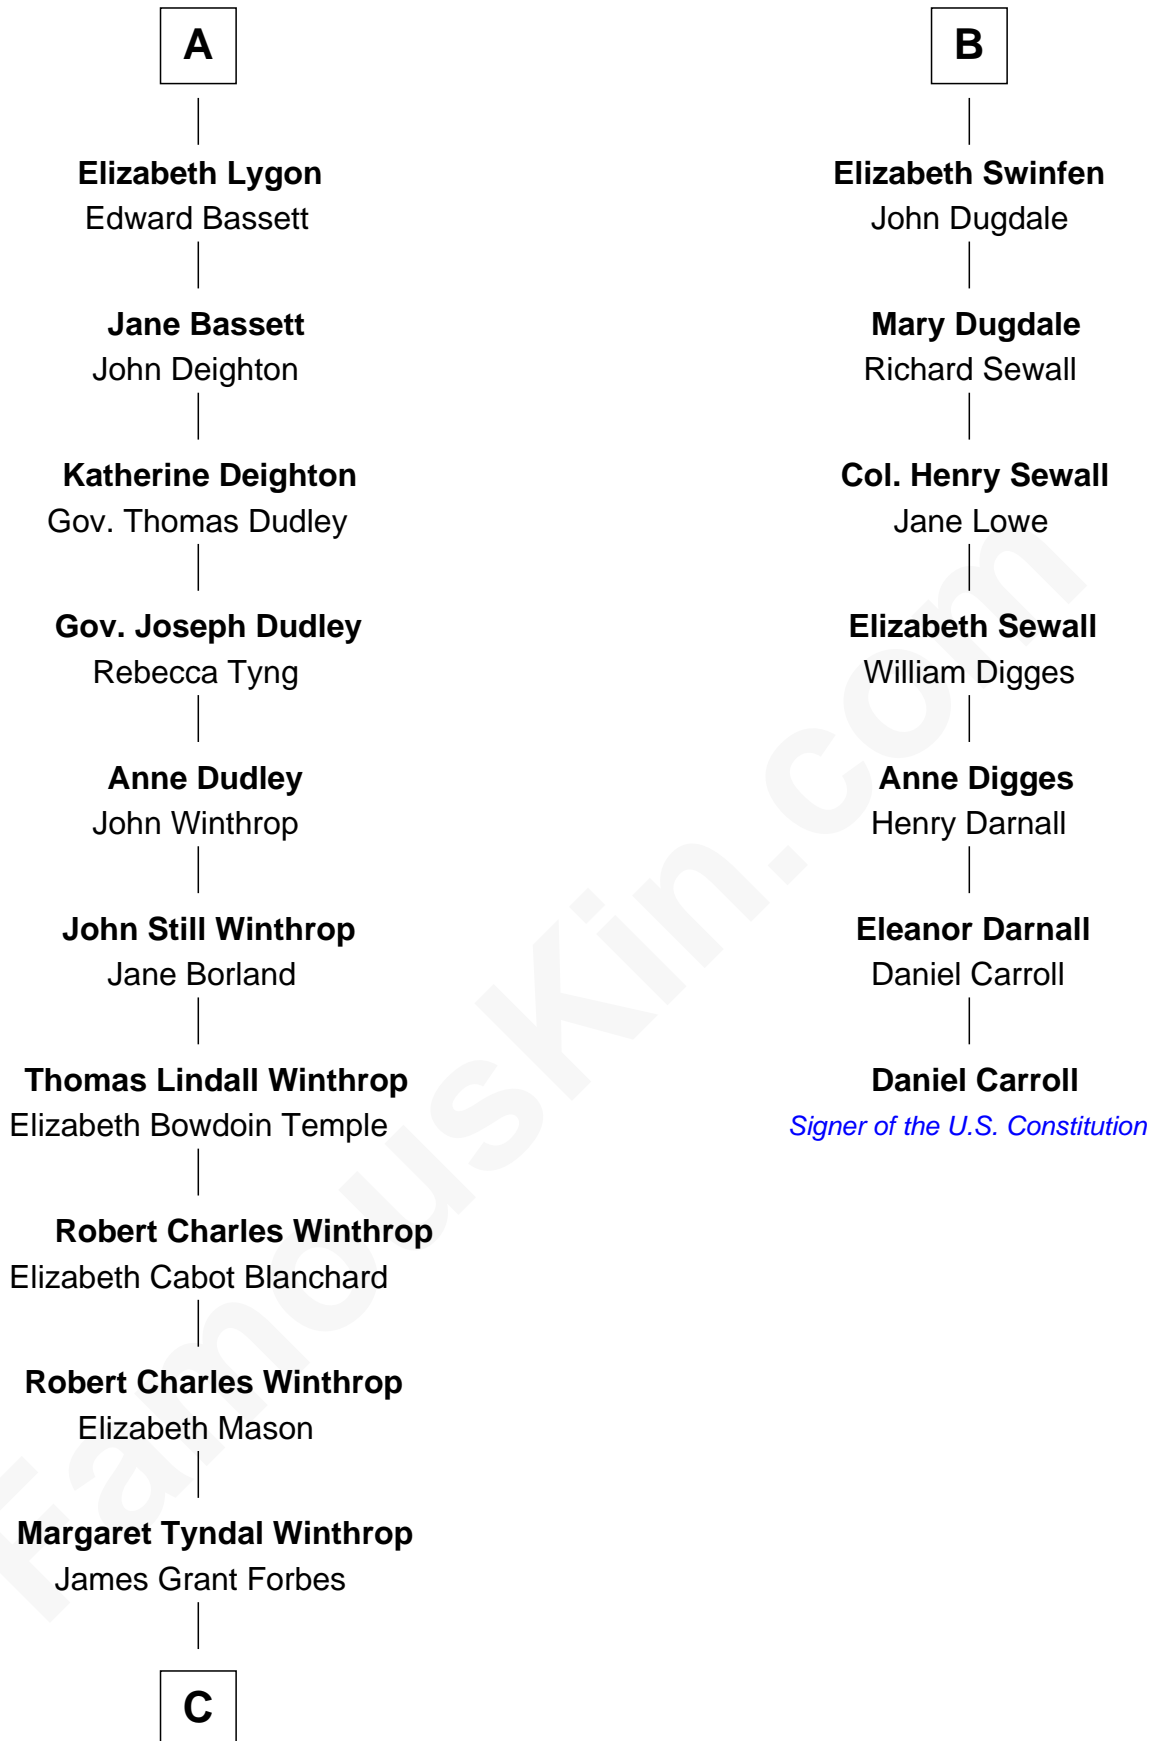 A
Elizabeth Lygon
Edward Bassett
Jane Bassett
John Deighton
Katherine Deighton
Gov. Thomas Dudley
Gov. Joseph Dudley
Rebecca Tyng
Anne Dudley
John Winthrop
John Still Winthrop
Jane Borland
Thomas Lindall Winthrop
Elizabeth Bowdoin Temple
Robert Charles Winthrop
Elizabeth Cabot Blanchard
Robert Charles Winthrop
Elizabeth Mason
Margaret Tyndal Winthrop
James Grant Forbes
C
B
Elizabeth Swinfen
John Dugdale
Mary Dugdale
Richard Sewall
Col. Henry Sewall
Jane Lowe
Elizabeth Sewall
William Digges
Anne Digges
Henry Darnall
Eleanor Darnall
Daniel Carroll
Daniel Carroll
Signer of the U.S. Constitution
FamousKin.com